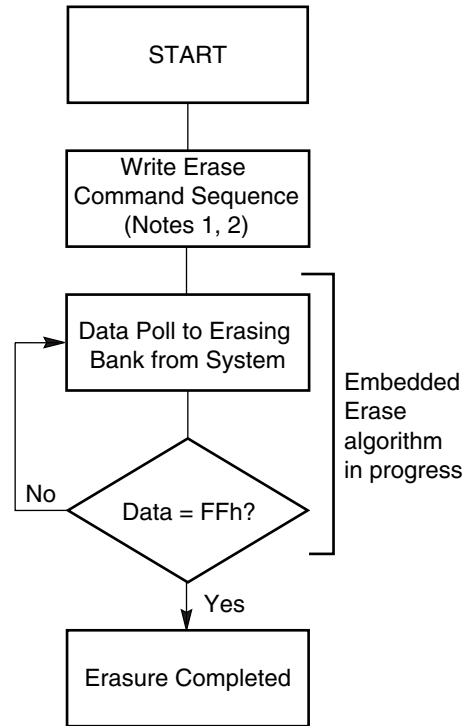 START
Write Erase
Command Sequence
(Notes 1, 2)
Data Poll to Erasing
Bank from System
Embedded
Erase
algorithm
in progress
No
Data = FFh?
Yes
Erasure Completed